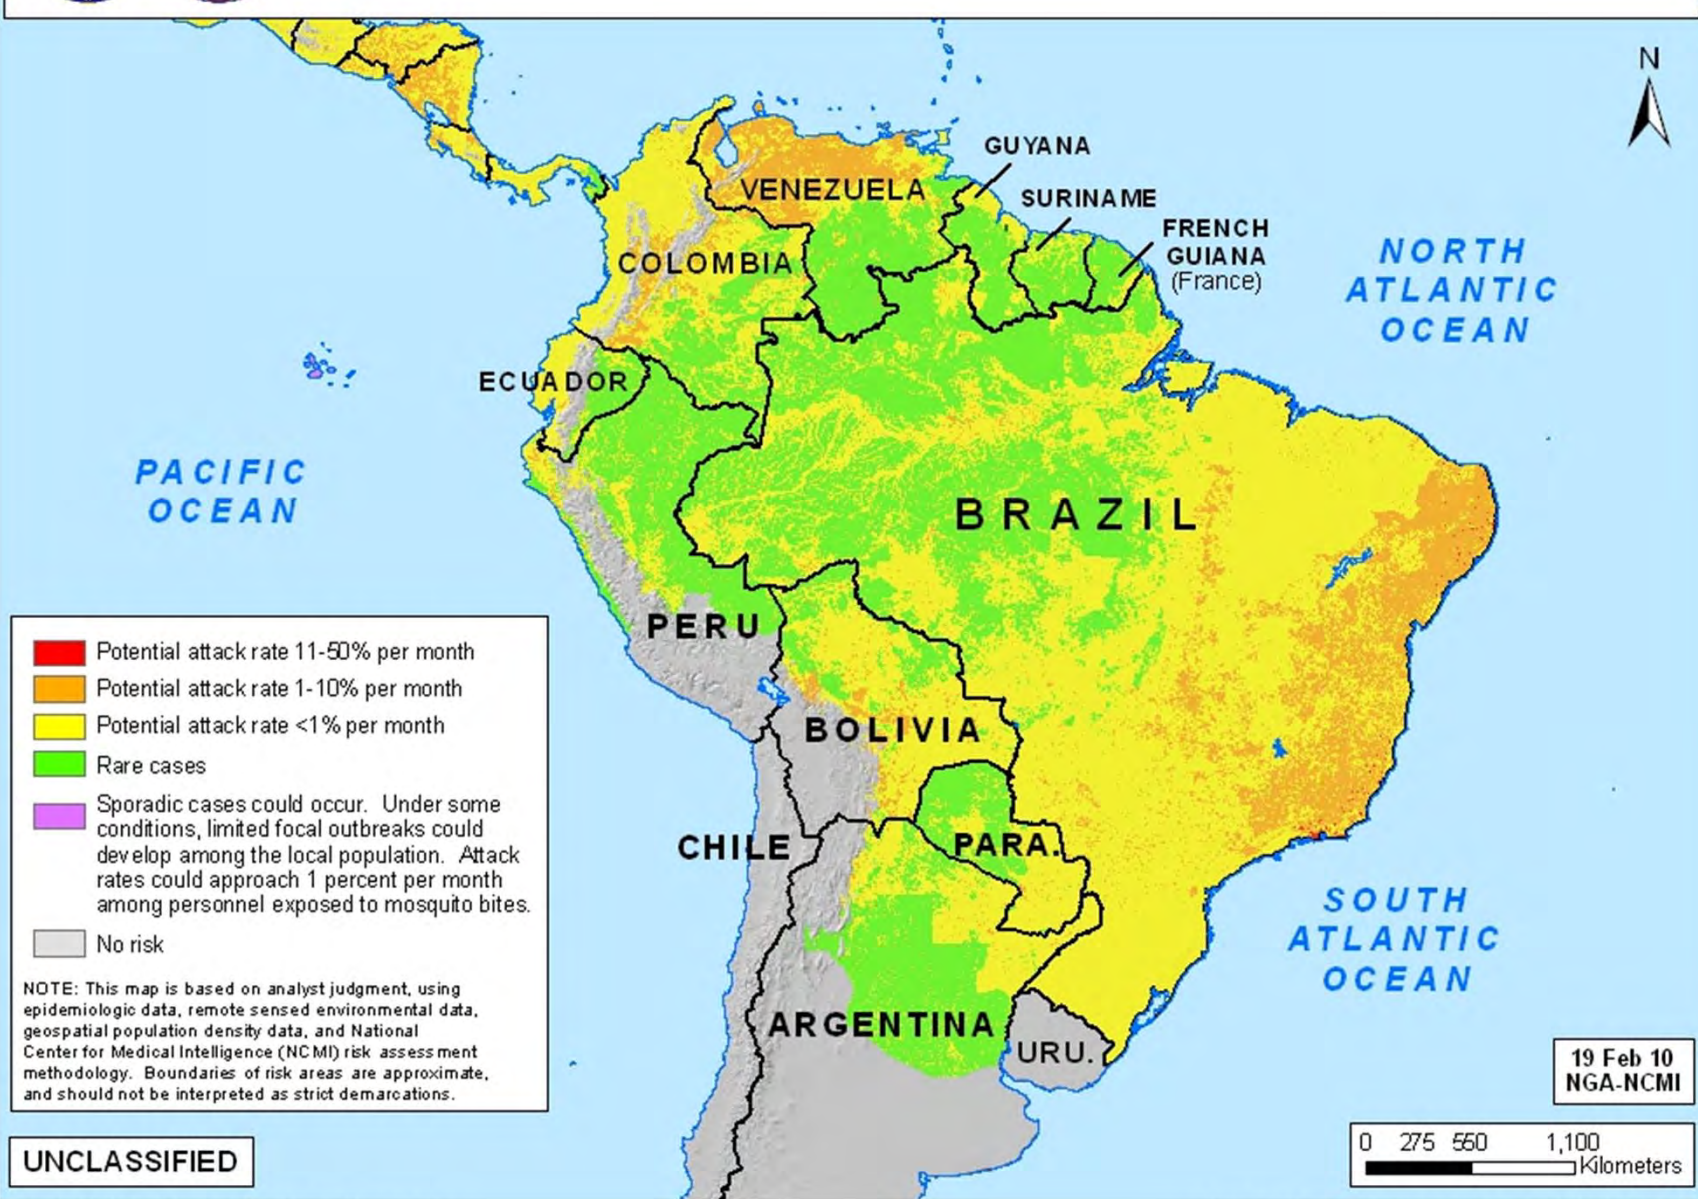 N
GUYANA
VENEZUELA
SURINAME
FRENCH
GUIANA
(France)
COLOMBIA
NORTH
ATLANTIC
OCEAN
ECUADOR
PACIFIC
OCEAN
BRAZIL
PERU
BOLIVIA
CHILE
PARA.
SOUTH
ATLANTIC
OCEAN
ARGENTINA
URU.
Potential attack rate 11-50% per month
Potential attack rate 1-10% per month
Potential attack rate <1% per month
Rare cases
Sporadic cases could occur. Under some
conditions, limited focal outbreaks could
develop among the local population. Attack
rates could approach 1 percent per month
among personnel exposed to mosquito bites.
No risk
NOTE: This map is based on analyst judgment, using
epidemiologic data, remote sensed environmental data,
geospatial population density data, and National
Center for Medical Intelligence (NCMI) risk assessment
methodology. Boundaries of risk areas are approximate,
and should not be interpreted as strict demarcations.
UNCLASSIFIED
19 Feb 10
NGA-NCMI
0 275 550 1,100
Kilometers